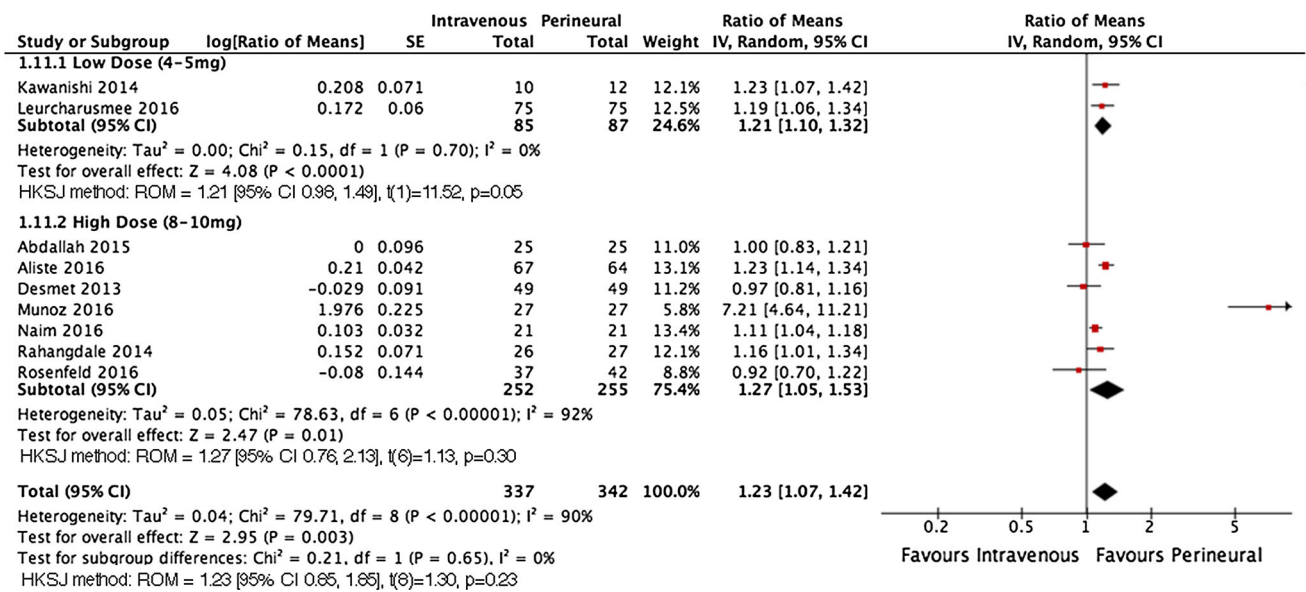 Intravenous Perineural Ratio of Means Ratio of Means
Study or Subgroup log[Ratio of Means] SE Total Total Weight IV, Random, 95% CI IV, Random, 95% CI
1.11.1 Low Dose (4-5mg)
Kawanishi 2014 0.208 0.071 10 12 12.1% 1.23 [1.07, 1.42]
Leurcharusmee 2016 0.172 0.06 75 75 12.5% 1.19 [1.06, 1.34]
Subtotal (95% CI) 85 87 24.6% 1.21 [1.10, 1.32]
Heterogeneity: Tau² = 0.00; Chi² = 0.15, df = 1 (P = 0.70); I² = 0%
Test for overall effect: Z = 4.08 (P < 0.0001)
HKSJ method: ROM = 1.21 [95% CI 0.98, 1.49], t(1)=11.52, p=0.05
1.11.2 High Dose (8-10mg)
Abdallah 2015 0 0.096 25 25 11.0% 1.00 [0.83, 1.21]
Aliste 2016 0.21 0.042 67 64 13.1% 1.23 [1.14, 1.34]
Desmet 2013 -0.029 0.091 49 49 11.2% 0.97 [0.81, 1.16]
Munoz 2016 1.976 0.225 27 27 5.8% 7.21 [4.64, 11.21]
Naim 2016 0.103 0.032 21 21 13.4% 1.11 [1.04, 1.18]
Rahangdale 2014 0.152 0.071 26 27 12.1% 1.16 [1.01, 1.34]
Rosenfeld 2016 -0.08 0.144 37 42 8.8% 0.92 [0.70, 1.22]
Subtotal (95% CI) 252 255 75.4% 1.27 [1.05, 1.53]
Heterogeneity: Tau² = 0.05; Chi² = 78.63, df = 6 (P < 0.00001); I² = 92%
Test for overall effect: Z = 2.47 (P = 0.01)
HKSJ method: ROM = 1.27 [95% CI 0.76, 2.13], t(6)=1.13, p=0.30
Total (95% CI) 337 342 100.0% 1.23 [1.07, 1.42]
Heterogeneity: Tau² = 0.04; Chi² = 79.71, df = 8 (P < 0.00001); I² = 90%
Test for overall effect: Z = 2.95 (P = 0.003)
Test for subgroup differences: Chi² = 0.21, df = 1 (P = 0.65), I² = 0%
HKSJ method: ROM = 1.23 [95% CI 0.85, 1.85], t(8)=1.30, p=0.23
0.2 0.5 1 2 5
Favours Intravenous Favours Perineural